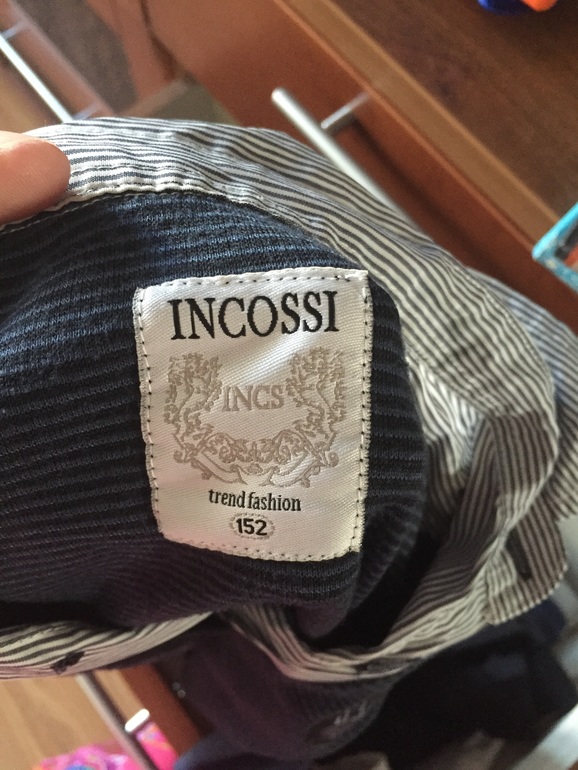 INCOSSI
INCS
trend fashion
152